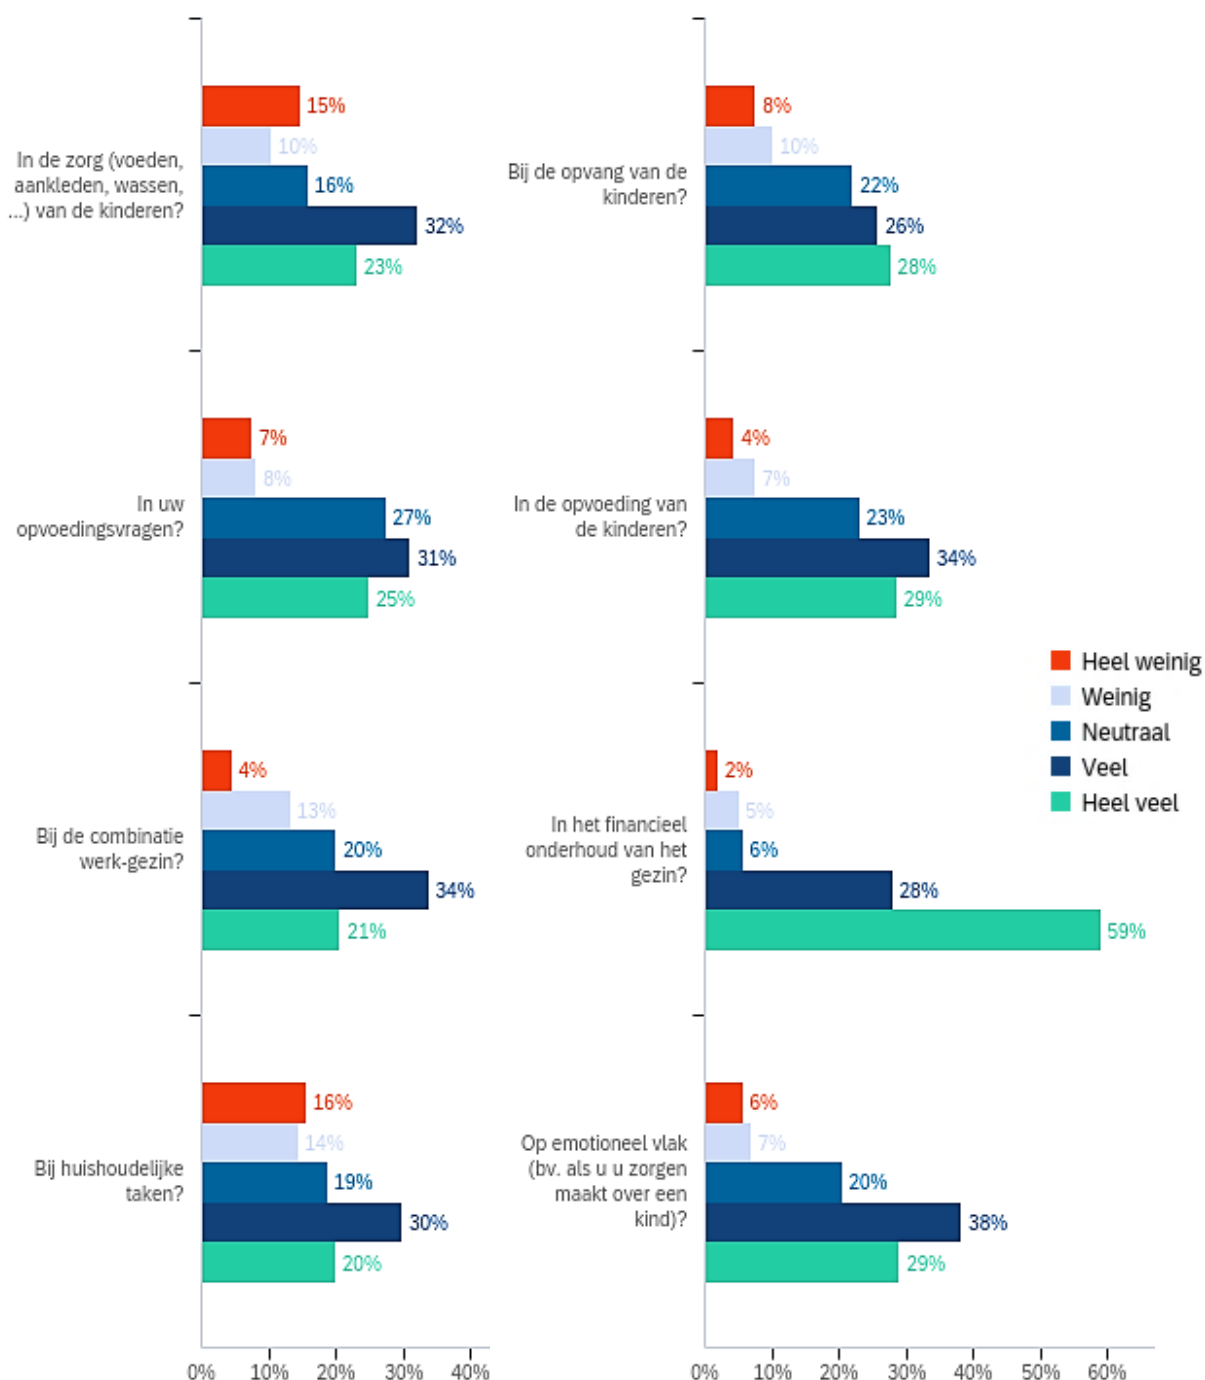 In de zorg (voeden,
aankleden, wassen,
...) van de kinderen?
15%
10%
16%
32%
23%
In uw
opvoedingsvragen?
7%
8%
27%
31%
25%
Bij de combinatie
werk-gezin?
4%
13%
20%
34%
21%
Bij huishoudelijke
taken?
16%
14%
19%
30%
20%
0% 10% 20% 30% 40%
Bij de opvang van de
kinderen?
8%
10%
22%
26%
28%
In de opvoeding van
de kinderen?
4%
7%
23%
34%
29%
In het financieel
onderhoud van het
gezin?
2%
5%
6%
28%
59%
Op emotioneel vlak
(bv. als u u zorgen
maakt over een
kind)?
6%
7%
20%
38%
29%
0% 10% 20% 30% 40% 50% 60%
Heel weinig
Weinig
Neutraal
Veel
Heel veel